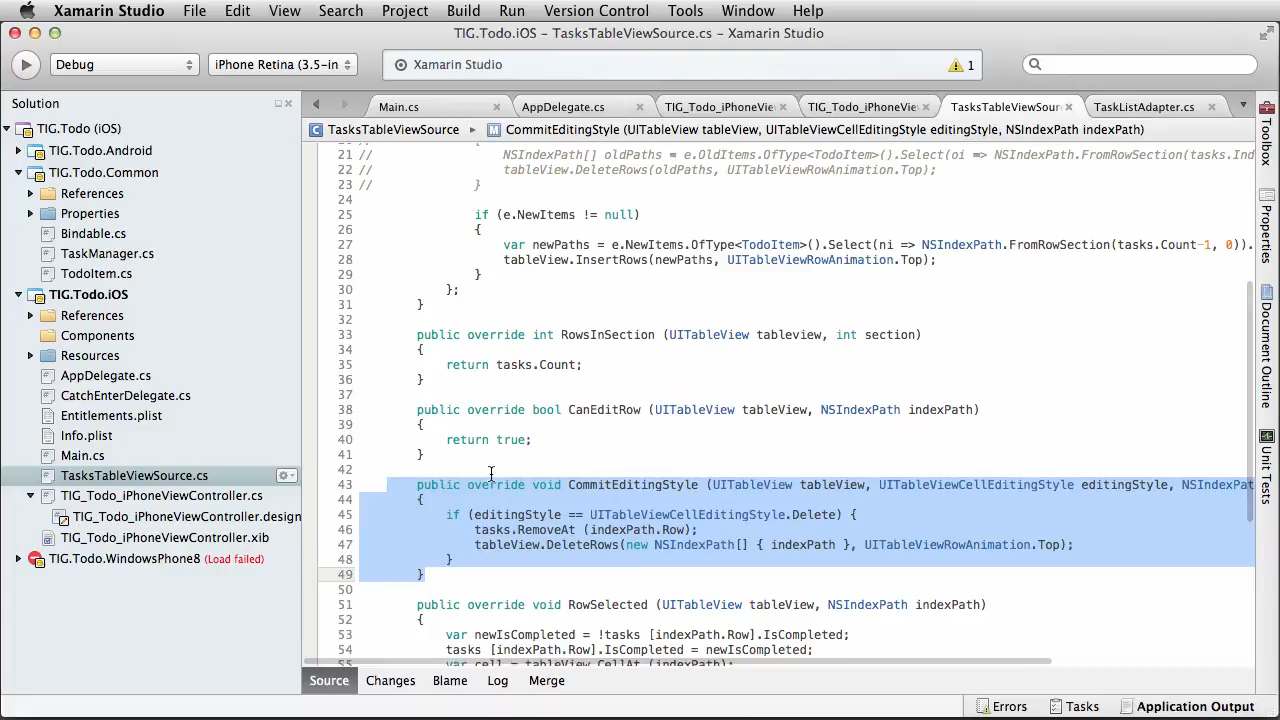 Xamarin Studio File Edit View Search Project Build Run Version Control Tools Window Help
TIG.Todo.iOS – TasksTableViewSource.cs – Xamarin Studio
Debug iPhone Retina (3.5-in Xamarin Studio 1
Solution
TIG.Todo (iOS)
TIG.Todo.Android
TIG.Todo.Common
References
Properties
Bindable.cs
TaskManager.cs
TodoItem.cs
TIG.Todo.iOS
References
Components
Resources
AppDelegate.cs
CatchEnterDelegate.cs
Entitlements.plist
Info.plist
Main.cs
TasksTableViewSource.cs
TIG_Todo_iPhoneViewController.cs
TIG_Todo_iPhoneViewController.design
TIG_Todo_iPhoneViewController.xib
TIG.Todo.WindowsPhone8 (Load failed)
Main.cs AppDelegate.cs TIG_Todo_iPhoneVie TIG_Todo_iPhoneVie TasksTableViewSour TaskListAdapter.cs
TasksTableViewSource CommitEditingStyle (UITableView tableView, UITableViewCellEditingStyle editingStyle, NSIndexPath indexPath)
21 // NSIndexPath[] oldPaths = e.OldItems.OfType<TodoItem>().Select(oi => NSIndexPath.FromRowSection(tasks.Ind
22 // tableView.DeleteRows(oldPaths, UITableViewRowAnimation.Top);
23 // }
24
25 if (e.NewItems != null)
26 {
27 var newPaths = e.NewItems.OfType<TodoItem>().Select(ni => NSIndexPath.FromRowSection(tasks.Count-1, 0)).
28 tableView.InsertRows(newPaths, UITableViewRowAnimation.Top);
29 }
30 };
31 }
32
33 public override int RowsInSection (UITableView tableview, int section)
34 {
35 return tasks.Count;
36 }
37
38 public override bool CanEditRow (UITableView tableView, NSIndexPath indexPath)
39 {
40 return true;
41 }
42
43 public override void CommitEditingStyle (UITableView tableView, UITableViewCellEditingStyle editingStyle, NSIndexPat
44 {
45 if (editingStyle == UITableViewCellEditingStyle.Delete) {
46 tasks.RemoveAt (indexPath.Row);
47 tableView.DeleteRows(new NSIndexPath[] { indexPath }, UITableViewRowAnimation.Top);
48 }
49 }
50
51 public override void RowSelected (UITableView tableView, NSIndexPath indexPath)
52 {
53 var newIsCompleted = !tasks [indexPath.Row].IsCompleted;
54 tasks [indexPath.Row].IsCompleted = newIsCompleted;
55 var cell = tableView.CellAt (indexPath);
Source Changes Blame Log Merge
Toolbox
Properties
Document Outline
Unit Tests
Errors Tasks Application Output